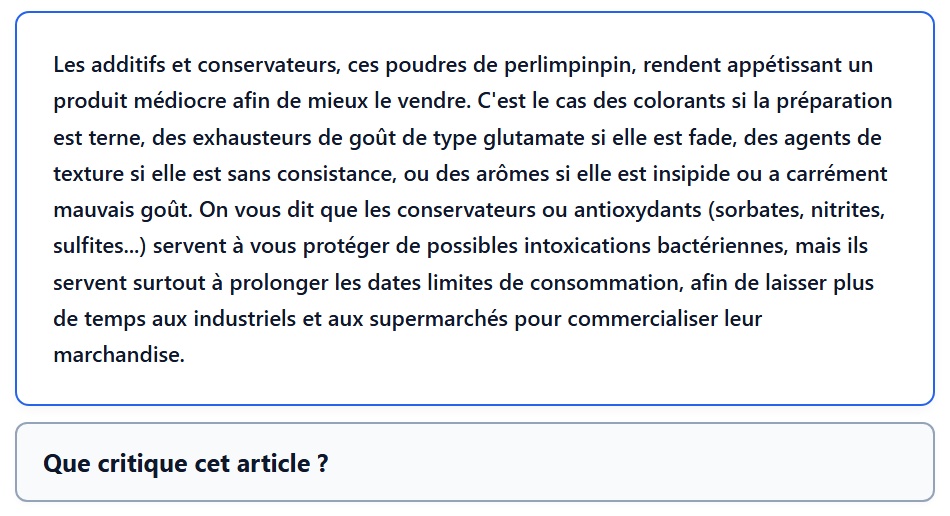 Les additifs et conservateurs, ces poudres de perlimpinpin, rendent appétissant un
produit médiocre afin de mieux le vendre. C'est le cas des colorants si la préparation
est terne, des exhausteurs de goût de type glutamate si elle est fade, des agents de
texture si elle est sans consistance, ou des arômes si elle est insipide ou a carrément
mauvais goût. On vous dit que les conservateurs ou antioxydants (sorbates, nitrites,
sulfites...) servent à vous protéger de possibles intoxications bactériennes, mais ils
servent surtout à prolonger les dates limites de consommation, afin de laisser plus
de temps aux industriels et aux supermarchés pour commercialiser leur
marchandise.
Que critique cet article ?